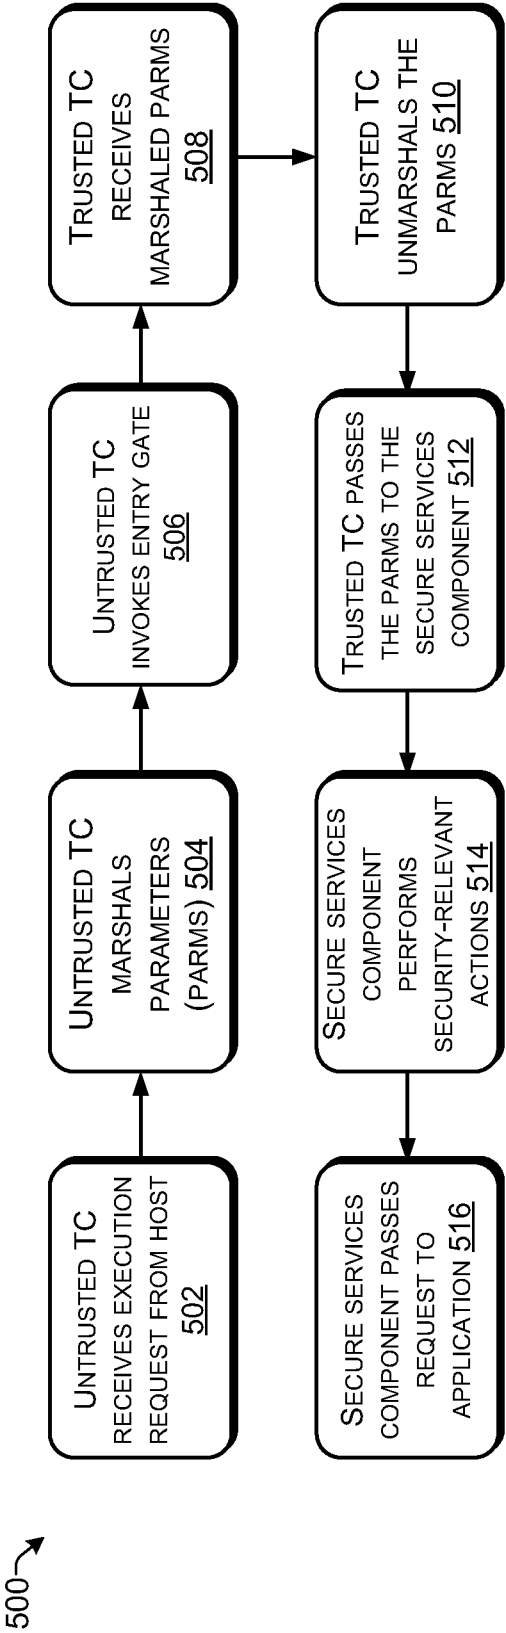 500
UNTRUSTED TC
RECEIVES EXECUTION
REQUEST FROM HOST
502
UNTRUSTED TC
MARSHALS
PARAMETERS
(PARMS) 504
UNTRUSTED TC
INVOKES ENTRY GATE
506
TRUSTED TC
RECEIVES
MARSHALED PARMS
508
TRUSTED TC
UNMARSHALS THE
PARMS 510
TRUSTED TC PASSES
THE PARMS TO THE
SECURE SERVICES
COMPONENT 512
SECURE SERVICES
COMPONENT
PERFORMS
SECURITY-RELEVANT
ACTIONS 514
SECURE SERVICES
COMPONENT PASSES
REQUEST TO
APPLICATION 516